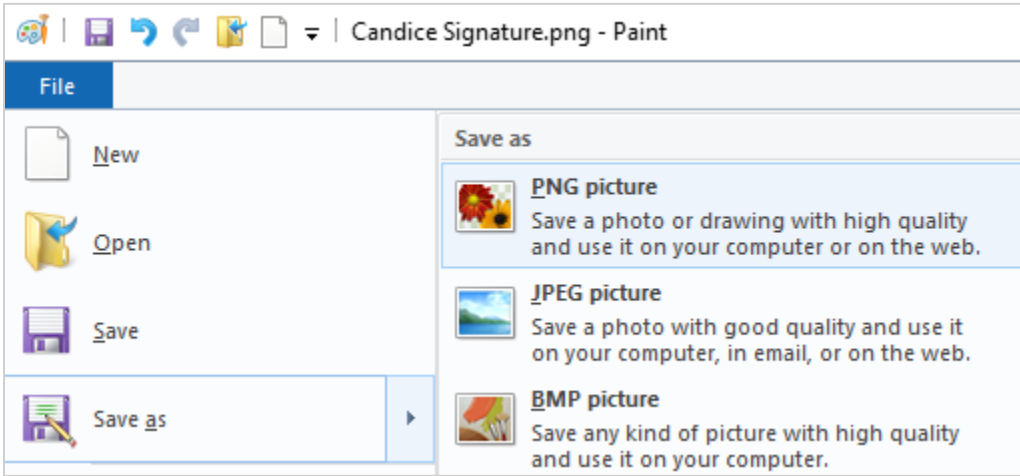 Candice Signature.png - Paint
File
New
Open
Save
Save as
Save as
PNG picture
Save a photo or drawing with high quality
and use it on your computer or on the web.
JPEG picture
Save a photo with good quality and use it
on your computer, in email, or on the web.
BMP picture
Save any kind of picture with high quality
and use it on your computer.